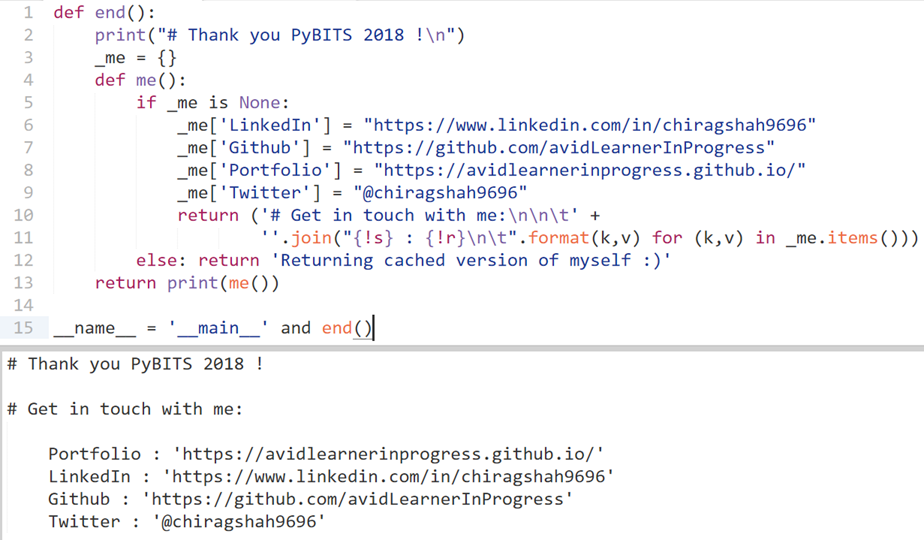 1 def end():
2     print("# Thank you PyBITS 2018 !\n")
3     _me = {}
4     def me():
5         if _me is None:
6             _me['LinkedIn'] = "https://www.linkedin.com/in/chiragshah9696"
7             _me['Github'] = "https://github.com/avidLearnerInProgress"
8             _me['Portfolio'] = "https://avidlearnerinprogress.github.io/"
9             _me['Twitter'] = "@chiragshah9696"
10             return ('# Get in touch with me:\n\n\t' +
11                     ''.join("{!s} : {!r}\n\t".format(k,v) for (k,v) in _me.items()))
12         else: return 'Returning cached version of myself :)'
13     return print(me())
14
15 __name__ = '__main__' and end()
# Thank you PyBITS 2018 !
# Get in touch with me:
    Portfolio : 'https://avidlearnerinprogress.github.io/'
    LinkedIn : 'https://www.linkedin.com/in/chiragshah9696'
    Github : 'https://github.com/avidLearnerInProgress'
    Twitter : '@chiragshah9696'